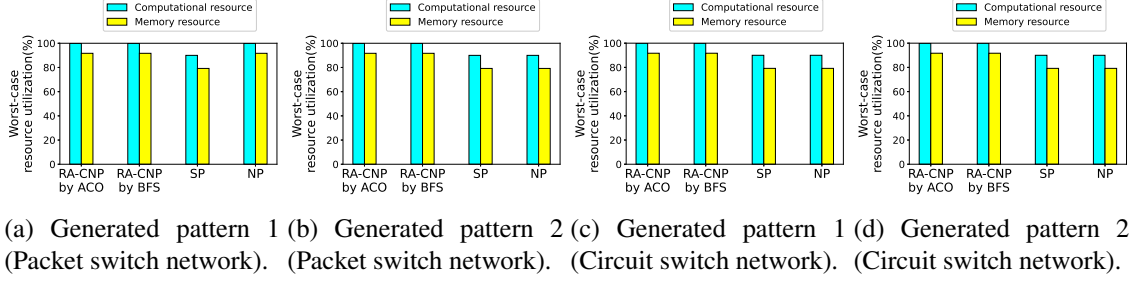 Computational resource
Memory resource
Worst-case
resource utilization(%)
100
80
60
40
20
0
RA-CNP
by ACO
RA-CNP
by BFS
SP
NP
(a) Generated pattern 1
(Packet switch network).
Computational resource
Memory resource
Worst-case
resource utilization(%)
100
80
60
40
20
0
RA-CNP
by ACO
RA-CNP
by BFS
SP
NP
(b) Generated pattern 2
(Packet switch network).
Computational resource
Memory resource
Worst-case
resource utilization(%)
100
80
60
40
20
0
RA-CNP
by ACO
RA-CNP
by BFS
SP
NP
(c) Generated pattern 1
(Circuit switch network).
Computational resource
Memory resource
Worst-case
resource utilization(%)
100
80
60
40
20
0
RA-CNP
by ACO
RA-CNP
by BFS
SP
NP
(d) Generated pattern 2
(Circuit switch network).